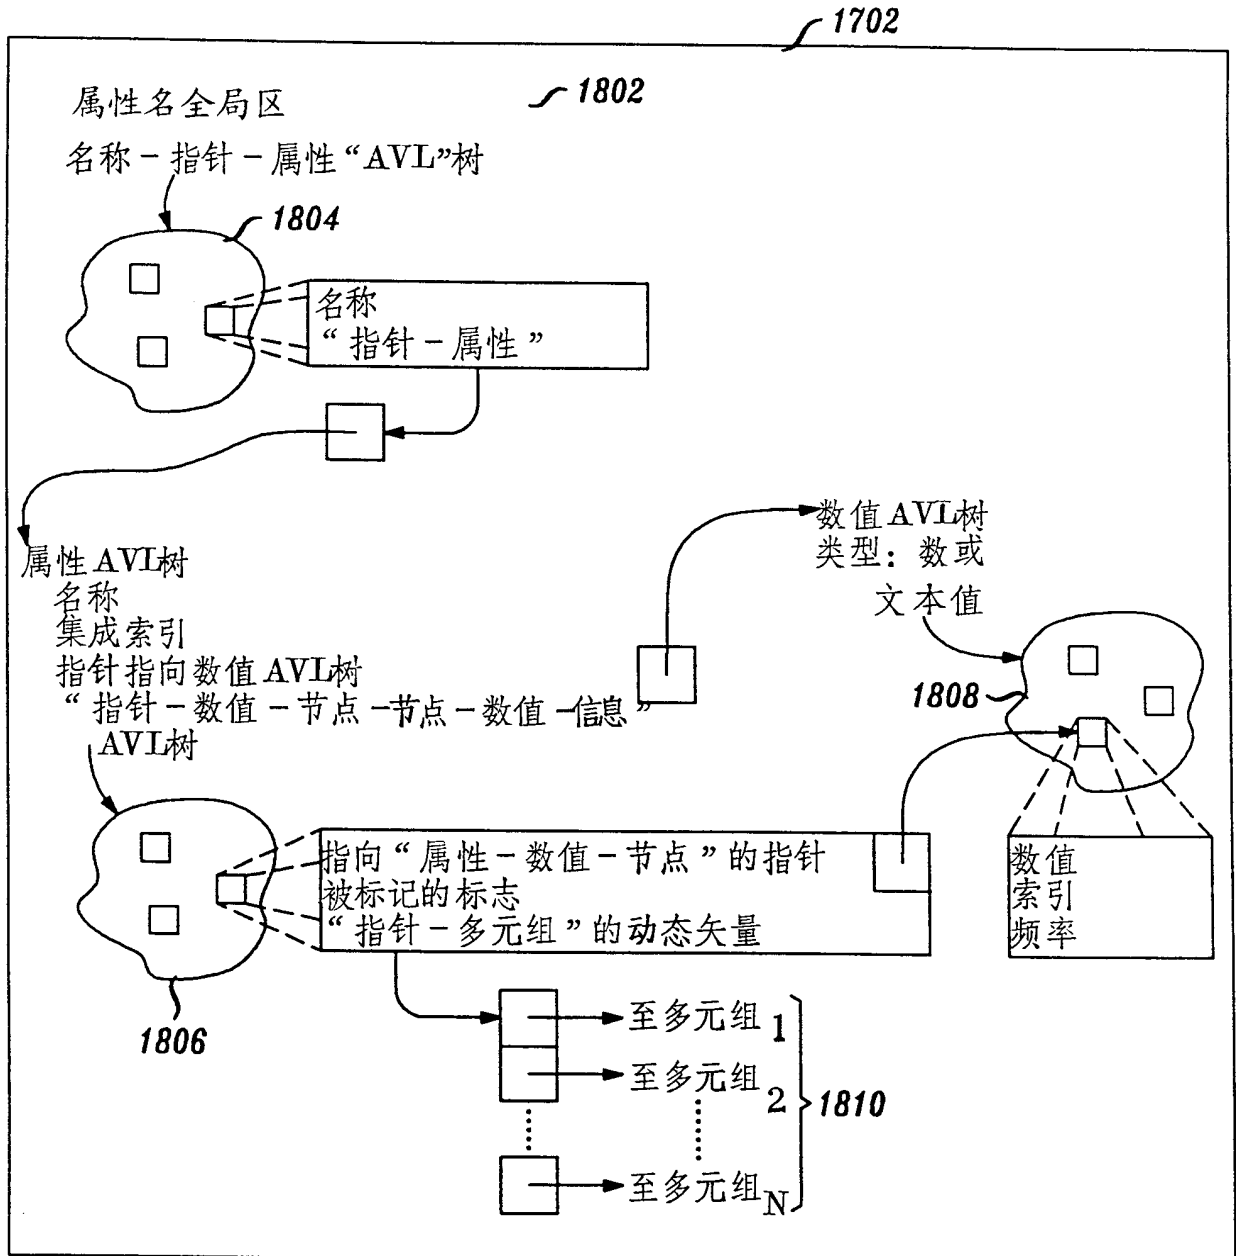 1702
属性名全局区
1802
名称-指针-属性“AVL”树
1804
名称
“指针-属性”
属性AVL树
名称
集成索引
指针指向数值AVL树
“指针-数值-节点-节点-数值-信息”
AVL树
数值AVL树
类型：数或
文本值
1808
1806
指向“属性-数值-节点”的指针
被标记的标志
“指针-多元组”的动态矢量
数值
索引
频率
至多元组1
至多元组2
至多元组N
1810